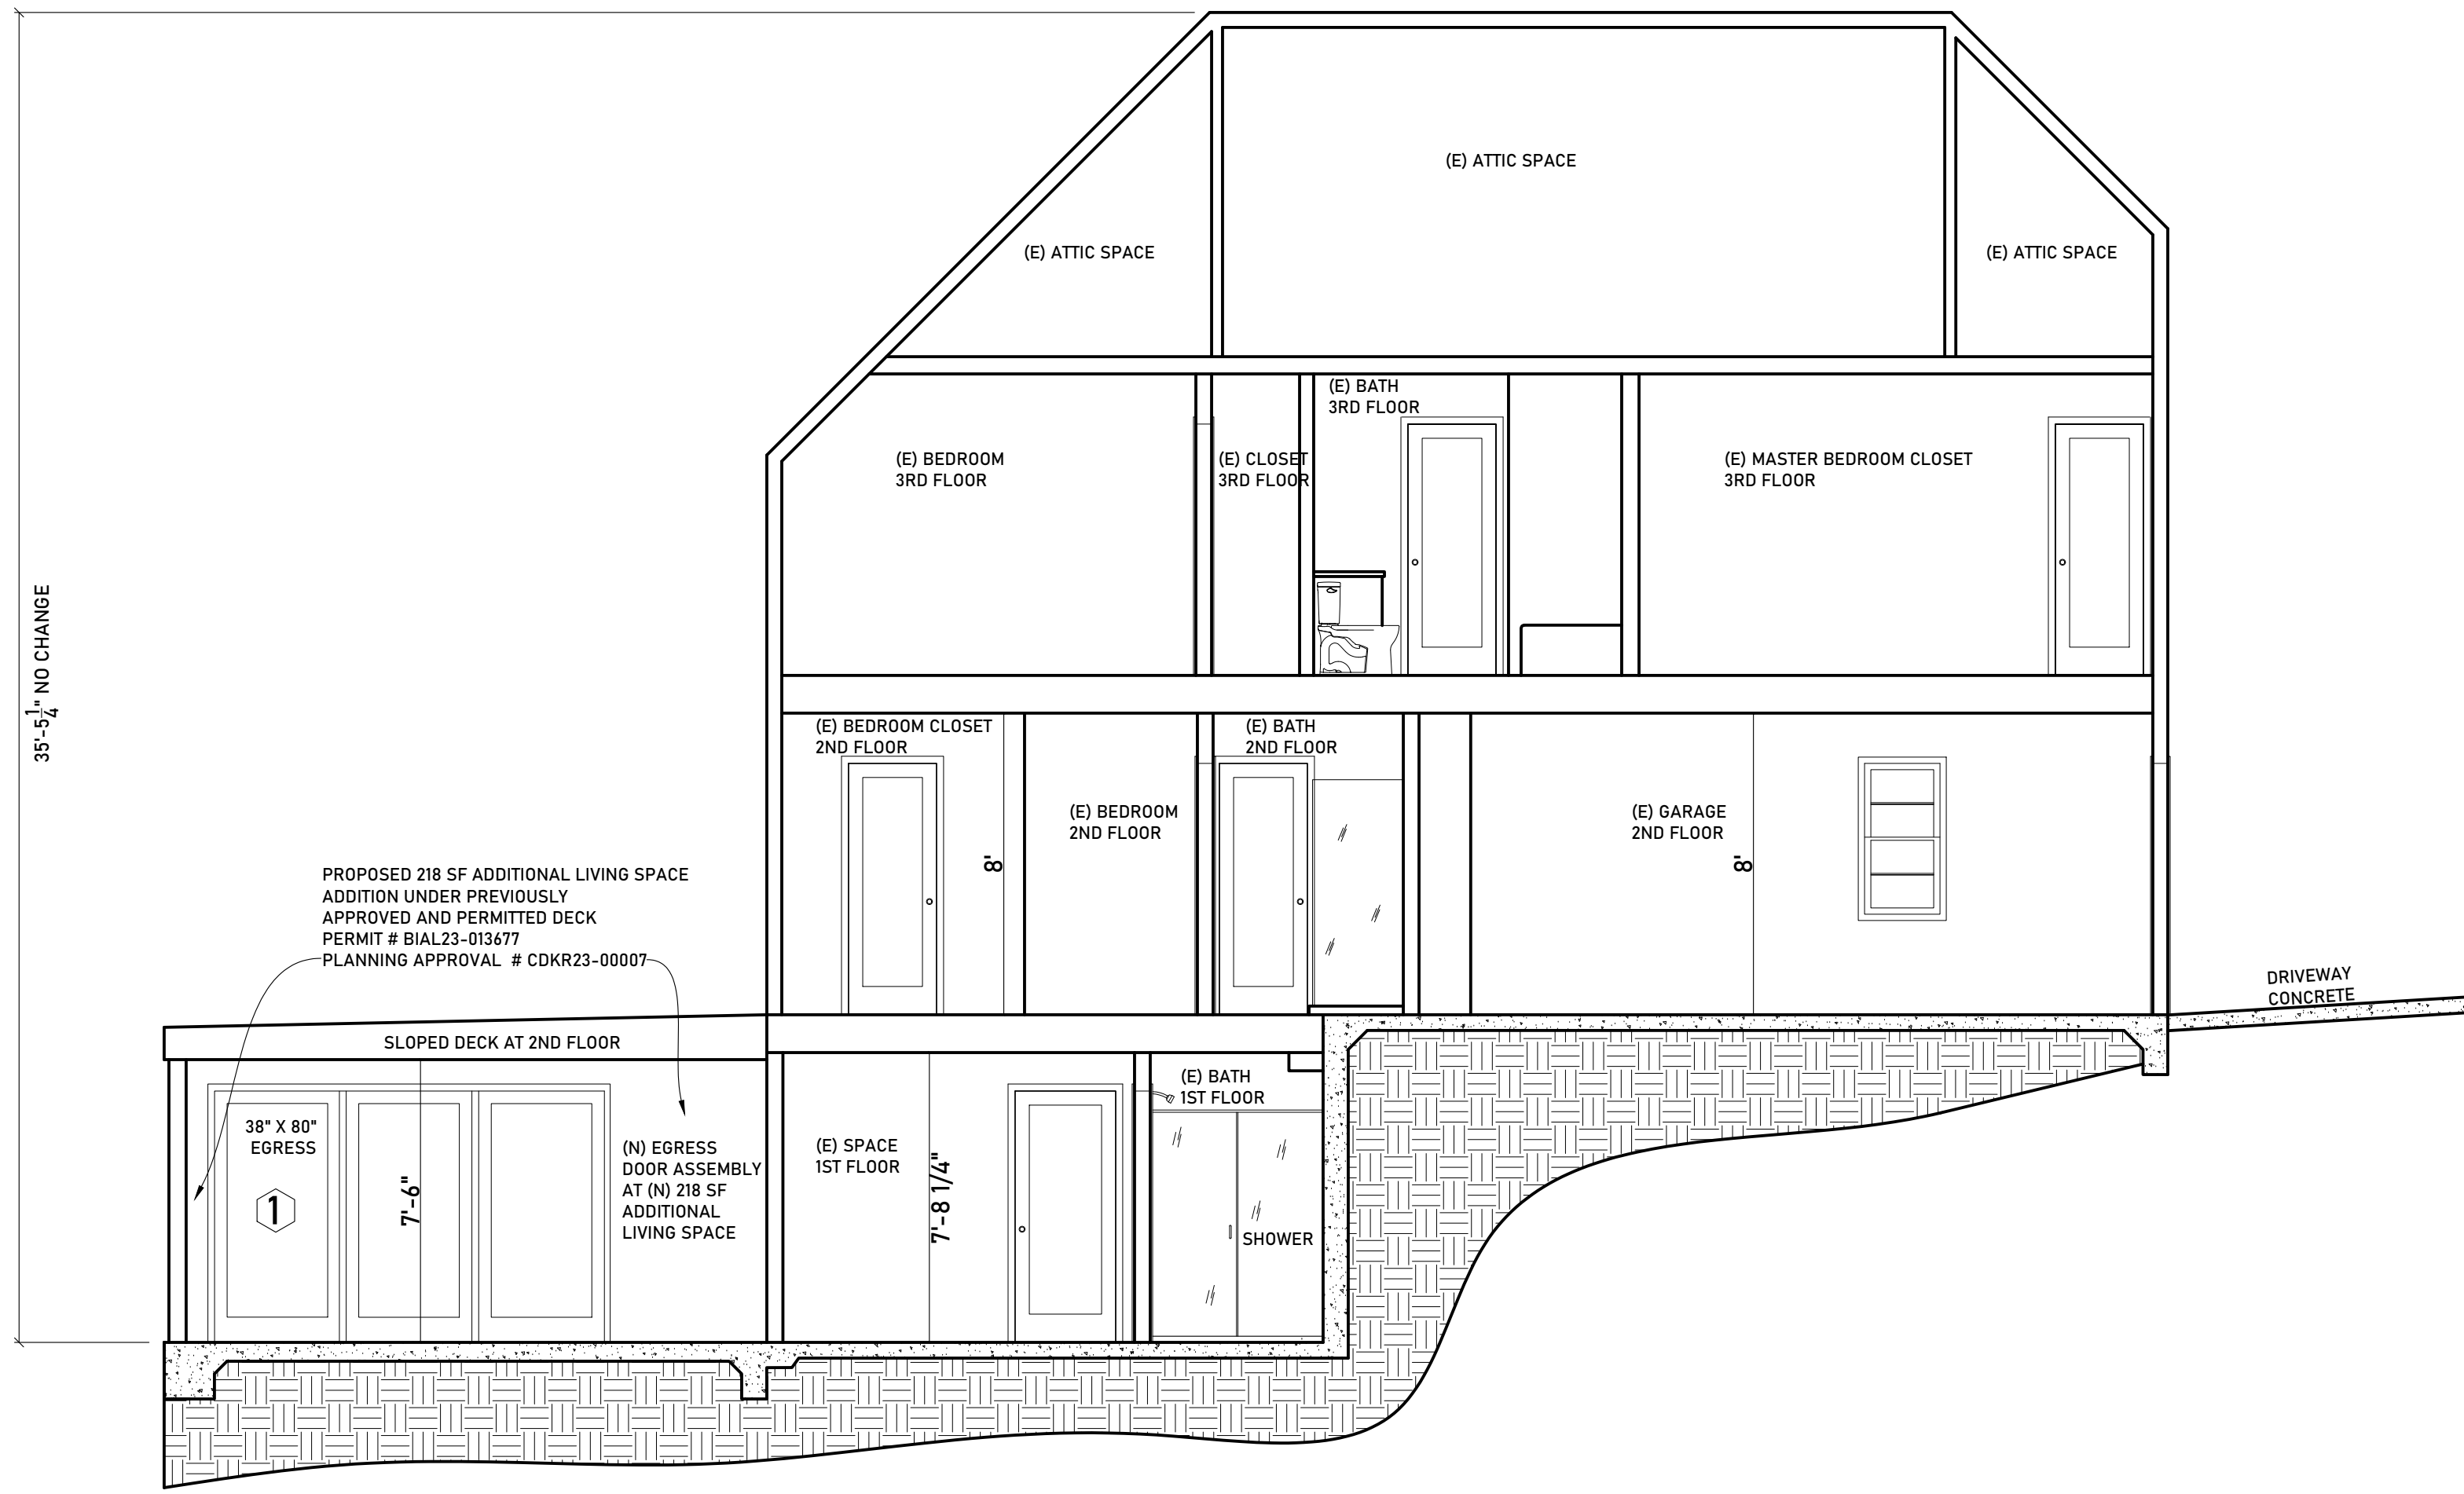 (E) ATTIC SPACE
(E) ATTIC SPACE
(E) ATTIC SPACE
(E) BATH
3RD FLOOR
(E) BEDROOM
3RD FLOOR
(E) CLOSET
3RD FLOOR
(E) MASTER BEDROOM CLOSET
3RD FLOOR
35'-5 1/4" NO CHANGE
(E) BEDROOM CLOSET
2ND FLOOR
(E) BATH
2ND FLOOR
(E) BEDROOM
2ND FLOOR
(E) GARAGE
2ND FLOOR
8'
8'
PROPOSED 218 SF ADDITIONAL LIVING SPACE
ADDITION UNDER PREVIOUSLY
APPROVED AND PERMITTED DECK
PERMIT # BIAL23-013677
PLANNING APPROVAL # CDKR23-00007
DRIVEWAY
CONCRETE
SLOPED DECK AT 2ND FLOOR
(E) BATH
1ST FLOOR
38" X 80"
EGRESS
1
7'-6"
(N) EGRESS
DOOR ASSEMBLY
AT (N) 218 SF
ADDITIONAL
LIVING SPACE
(E) SPACE
1ST FLOOR
7'-8 1/4"
SHOWER